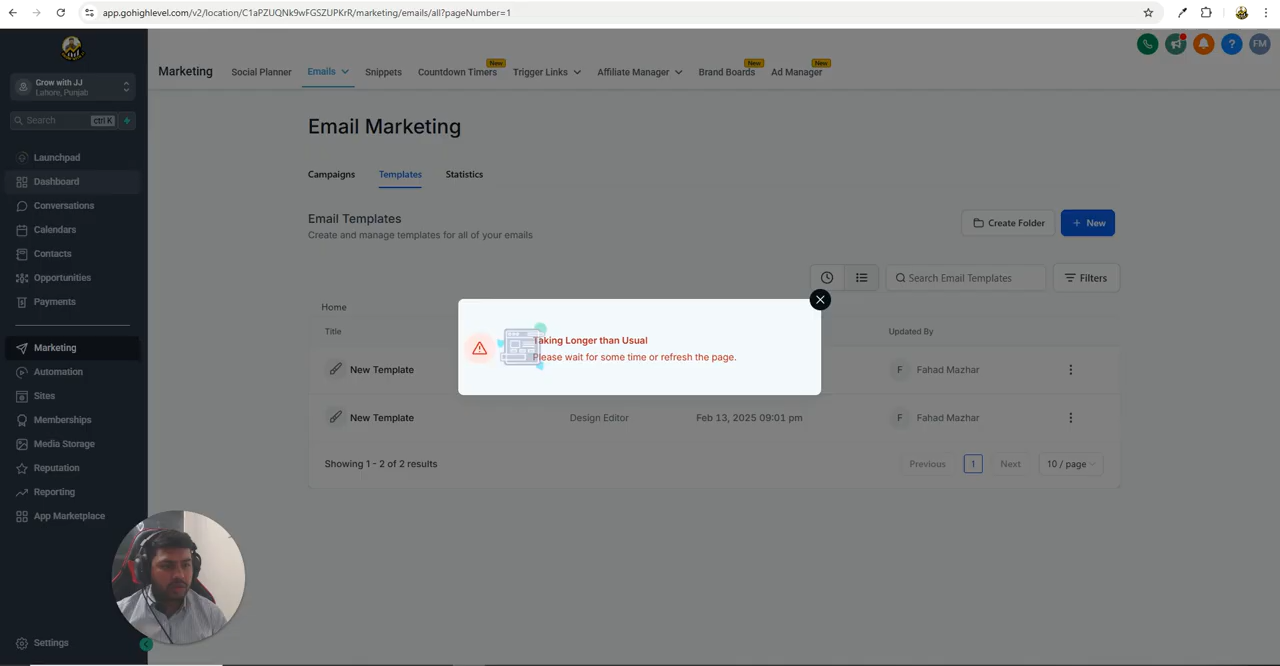 app.gohighlevel.com/v2/location/C1aPZUQNk9wFGSZUPKrR/marketing/emails/all?pageNumber=1
Grow with JJ
Lahore, Punjab
Search
ctrl K
Launchpad
Dashboard
Conversations
Calendars
Contacts
Opportunities
Payments
Marketing
Automation
Sites
Memberships
Media Storage
Reputation
Reporting
App Marketplace
Settings
FM
Marketing
Social Planner
Emails
Snippets
Countdown Timers
New
Trigger Links
Affiliate Manager
Brand Boards
New
Ad Manager
New
Email Marketing
Campaigns
Templates
Statistics
Email Templates
Create and manage templates for all of your emails
Create Folder
+ New
Search Email Templates
Filters
Home
Title
Updated By
Taking Longer than Usual
Please wait for some time or refresh the page.
New Template
F Fahad Mazhar
New Template
Design Editor
Feb 13, 2025 09:01 pm
F Fahad Mazhar
Showing 1 - 2 of 2 results
Previous
1
Next
10 / page